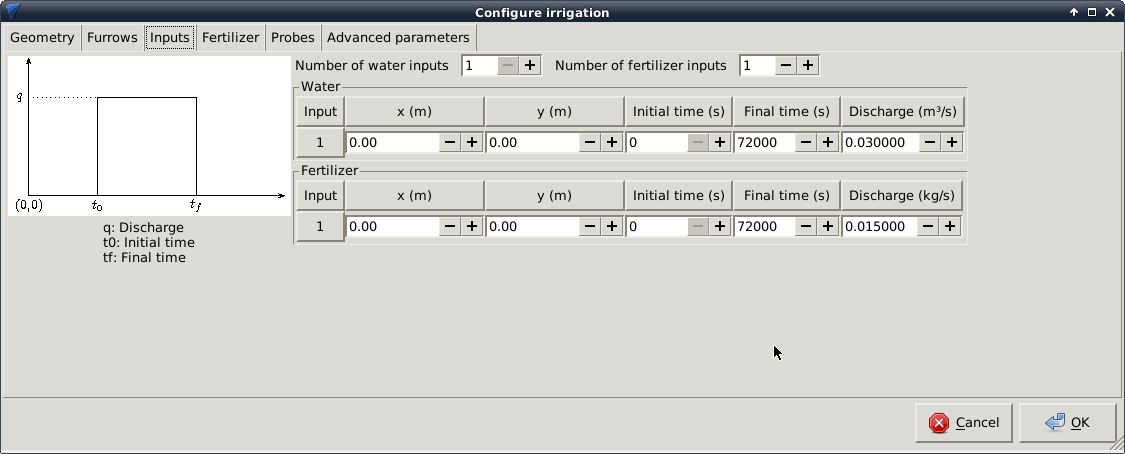 Configure irrigation
Geometry Furrows Inputs Fertilizer Probes Advanced parameters
Number of water inputs 1 Number of fertilizer inputs 1
Water
Input x (m) y (m) Initial time (s) Final time (s) Discharge (m³/s)
1 0.00 0.00 0 72000 0.030000
Fertilizer
Input x (m) y (m) Initial time (s) Final time (s) Discharge (kg/s)
1 0.00 0.00 0 72000 0.015000
q
(0,0) t0 tf
q: Discharge
t0: Initial time
tf: Final time
Cancel OK